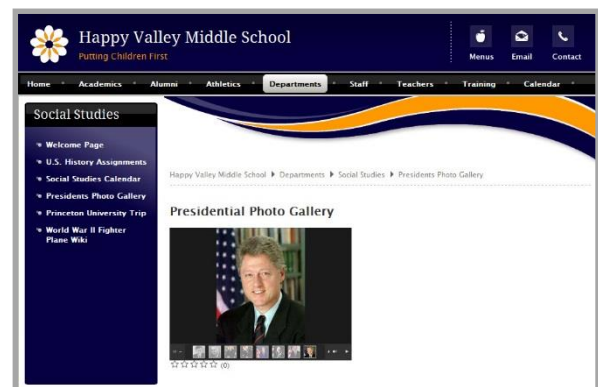 Happy Valley Middle School
Putting Children First
Menus Email Contact
Home Academics Alumni Athletics Departments Staff Teachers Training Calendar
Social Studies
Welcome Page
U.S. History Assignments
Social Studies Calendar
Presidents Photo Gallery
Princeton University Trip
World War II Fighter
Plane Wiki
Happy Valley Middle School Departments Social Studies Presidents Photo Gallery
Presidential Photo Gallery
(0)